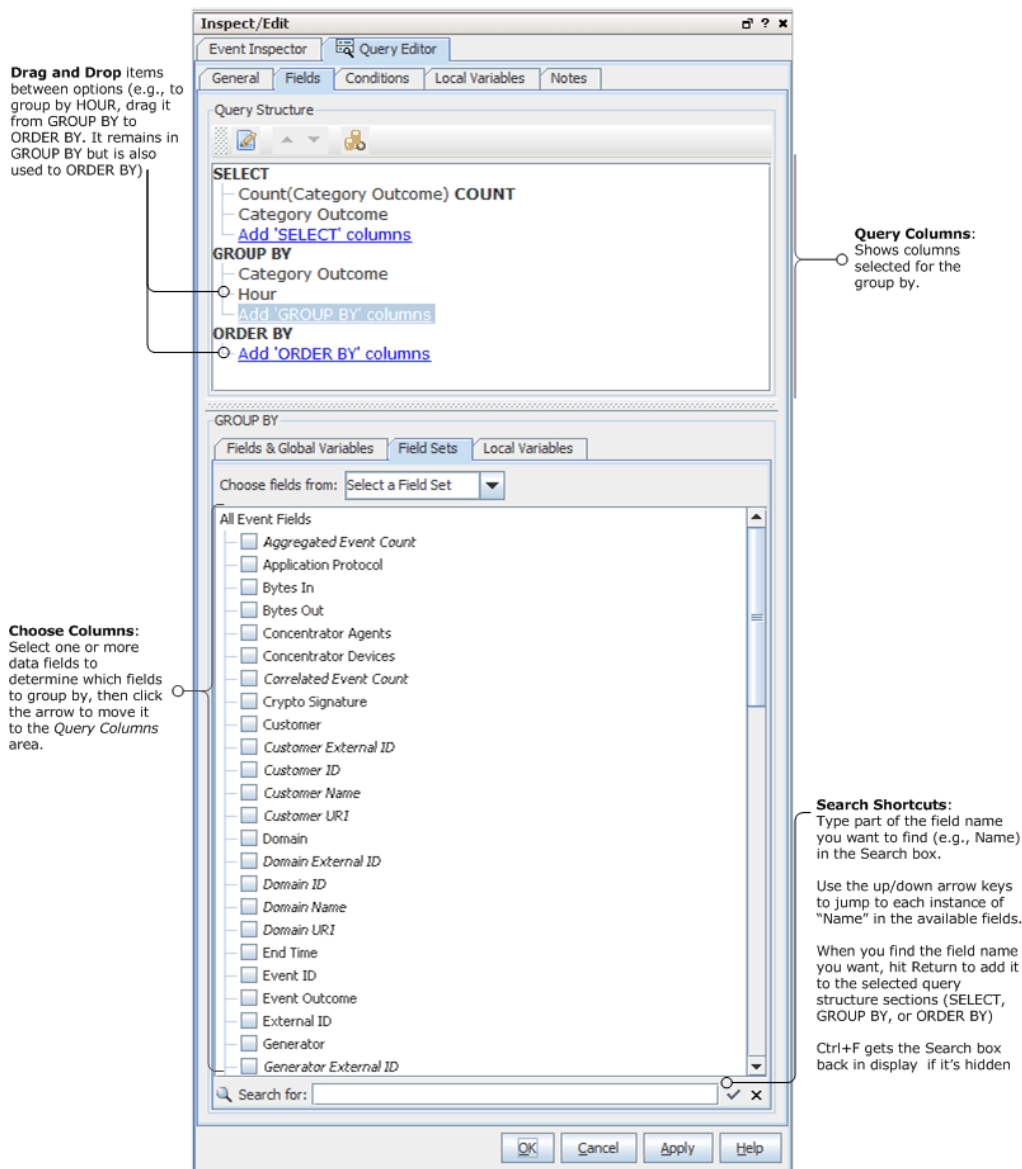 Inspect/Edit
Event Inspector
Query Editor
General
Fields
Conditions
Local Variables
Notes
Drag and Drop items
between options (e.g., to
group by HOUR, drag it
from GROUP BY to
ORDER BY. It remains in
GROUP BY but is also
used to ORDER BY)
Query Structure
SELECT
Count(Category Outcome) COUNT
Category Outcome
Add 'SELECT' columns
GROUP BY
Category Outcome
Hour
Add 'GROUP BY' columns
ORDER BY
Add 'ORDER BY' columns
Query Columns:
Shows columns
selected for the
group by.
GROUP BY
Fields & Global Variables
Field Sets
Local Variables
Choose fields from: Select a Field Set
All Event Fields
Aggregated Event Count
Application Protocol
Bytes In
Bytes Out
Concentrator Agents
Concentrator Devices
Correlated Event Count
Crypto Signature
Customer
Customer External ID
Customer ID
Customer Name
Customer URI
Domain
Domain External ID
Domain ID
Domain Name
Domain URI
End Time
Event ID
Event Outcome
External ID
Generator
Generator External ID
Choose Columns:
Select one or more
data fields to
determine which fields
to group by, then click
the arrow to move it
to the Query Columns
area.
Search Shortcuts:
Type part of the field name
you want to find (e.g., Name)
in the Search box.
Use the up/down arrow keys
to jump to each instance of
“Name” in the available fields.
When you find the field name
you want, hit Return to add it
to the selected query
structure sections (SELECT,
GROUP BY, or ORDER BY)
Ctrl+F gets the Search box
back in display if it's hidden
Search for:
OK
Cancel
Apply
Help